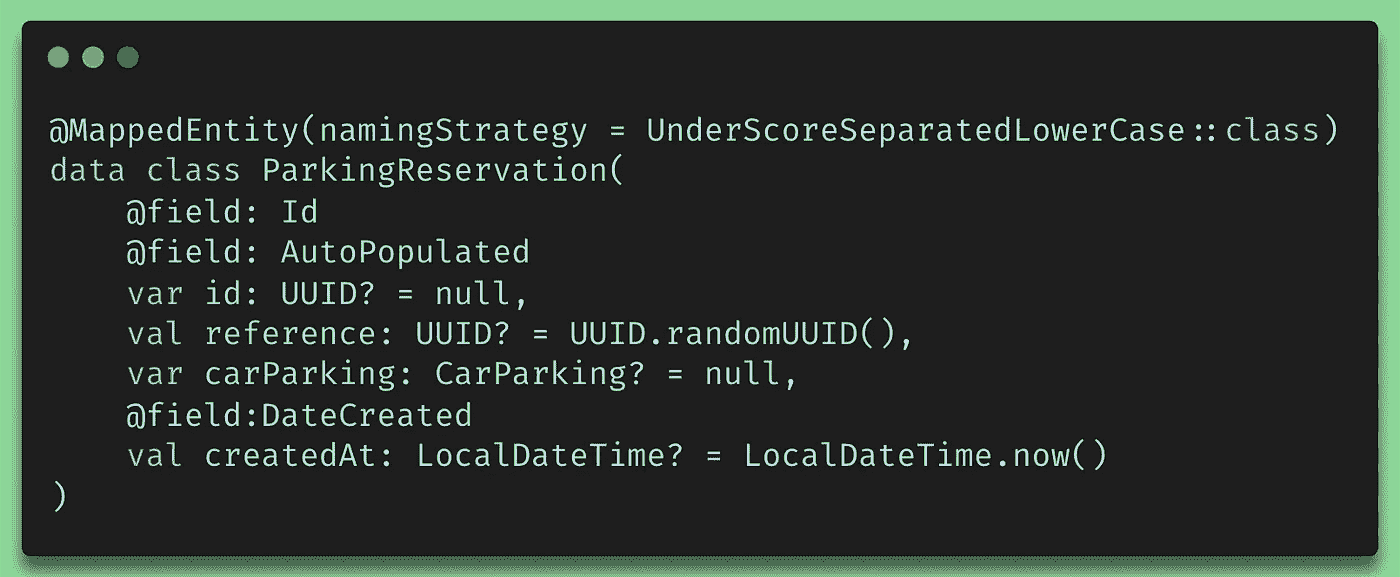 @MappedEntity(namingStrategy = UnderScoreSeparatedLowerCase::class)
data class ParkingReservation(
    @field: Id
    @field: AutoPopulated
    var id: UUID? = null,
    val reference: UUID? = UUID.randomUUID(),
    var carParking: CarParking? = null,
    @field:DateCreated
    val createdAt: LocalDateTime? = LocalDateTime.now()
)